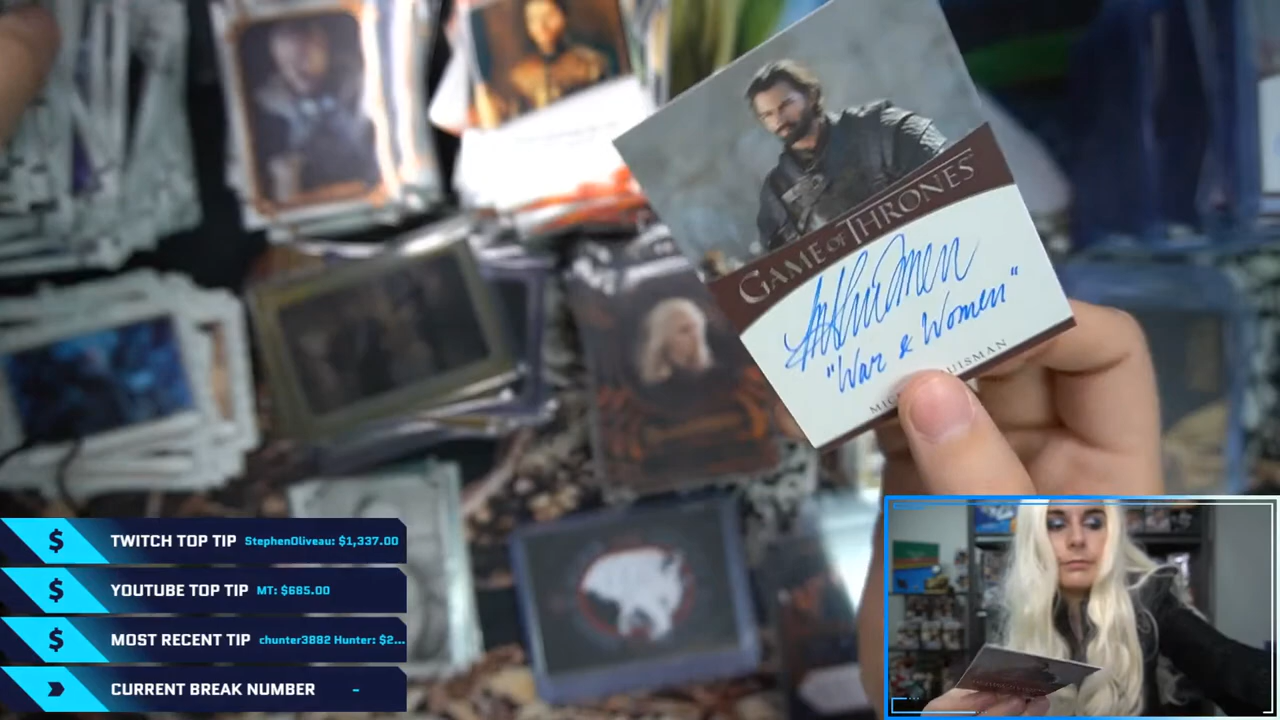 GAME OF THRONES
"War & Women"
$ TWITCH TOP TIP StephenOliveau: $1,337.00
$ YOUTUBE TOP TIP MT: $685.00
$ MOST RECENT TIP chunter3882 Hunter: $2...
CURRENT BREAK NUMBER -